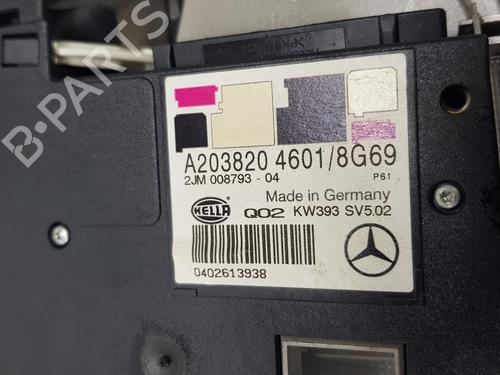 A203820 4601/8G69
2JM 008793 - 04
P61
Made in Germany
HELLA
Q02 KW393 SV5.02
0402613938
B-PARTS